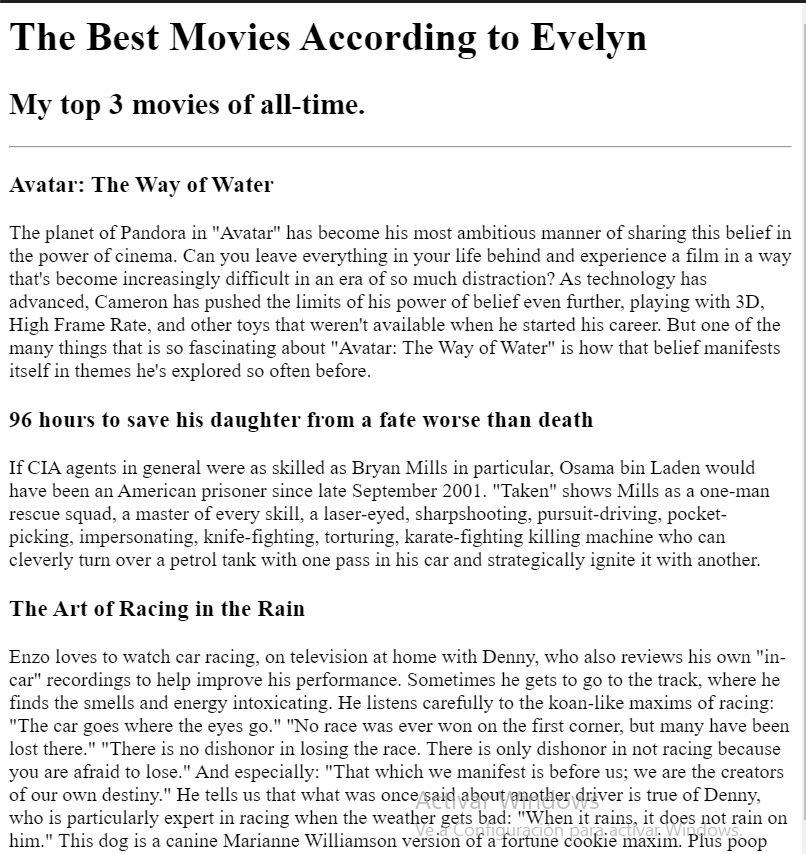 The Best Movies According to Evelyn
My top 3 movies of all-time.
Avatar: The Way of Water
The planet of Pandora in "Avatar" has become his most ambitious manner of sharing this belief in
the power of cinema. Can you leave everything in your life behind and experience a film in a way
that's become increasingly difficult in an era of so much distraction? As technology has
advanced, Cameron has pushed the limits of his power of belief even further, playing with 3D,
High Frame Rate, and other toys that weren't available when he started his career. But one of the
many things that is so fascinating about "Avatar: The Way of Water" is how that belief manifests
itself in themes he's explored so often before.
96 hours to save his daughter from a fate worse than death
If CIA agents in general were as skilled as Bryan Mills in particular, Osama bin Laden would
have been an American prisoner since late September 2001. "Taken" shows Mills as a one-man
rescue squad, a master of every skill, a laser-eyed, sharpshooting, pursuit-driving, pocket-
picking, impersonating, knife-fighting, torturing, karate-fighting killing machine who can
cleverly turn over a petrol tank with one pass in his car and strategically ignite it with another.
The Art of Racing in the Rain
Enzo loves to watch car racing, on television at home with Denny, who also reviews his own "in-
car" recordings to help improve his performance. Sometimes he gets to go to the track, where he
finds the smells and energy intoxicating. He listens carefully to the koan-like maxims of racing:
"The car goes where the eyes go." "No race was ever won on the first corner, but many have been
lost there." "There is no dishonor in losing the race. There is only dishonor in not racing because
you are afraid to lose." And especially: "That which we manifest is before us; we are the creators
of our own destiny." He tells us that what was once said about another driver is true of Denny,
who is particularly expert in racing when the weather gets bad: "When it rains, it does not rain on
him." This dog is a canine Marianne Williamson version of a fortune cookie maxim. Plus poop
Activar Windows
Ve a Configuración para activar Windows.